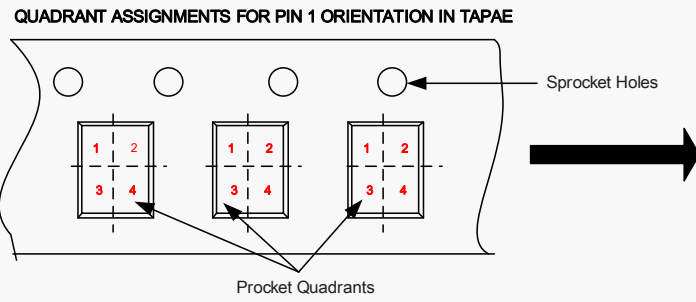 QUADRANT ASSIGNMENTS FOR PIN 1 ORIENTATION IN TAPAE
Sprocket Holes
1 2 1 2 1 2
3 4 3 4 3 4
Procket Quadrants